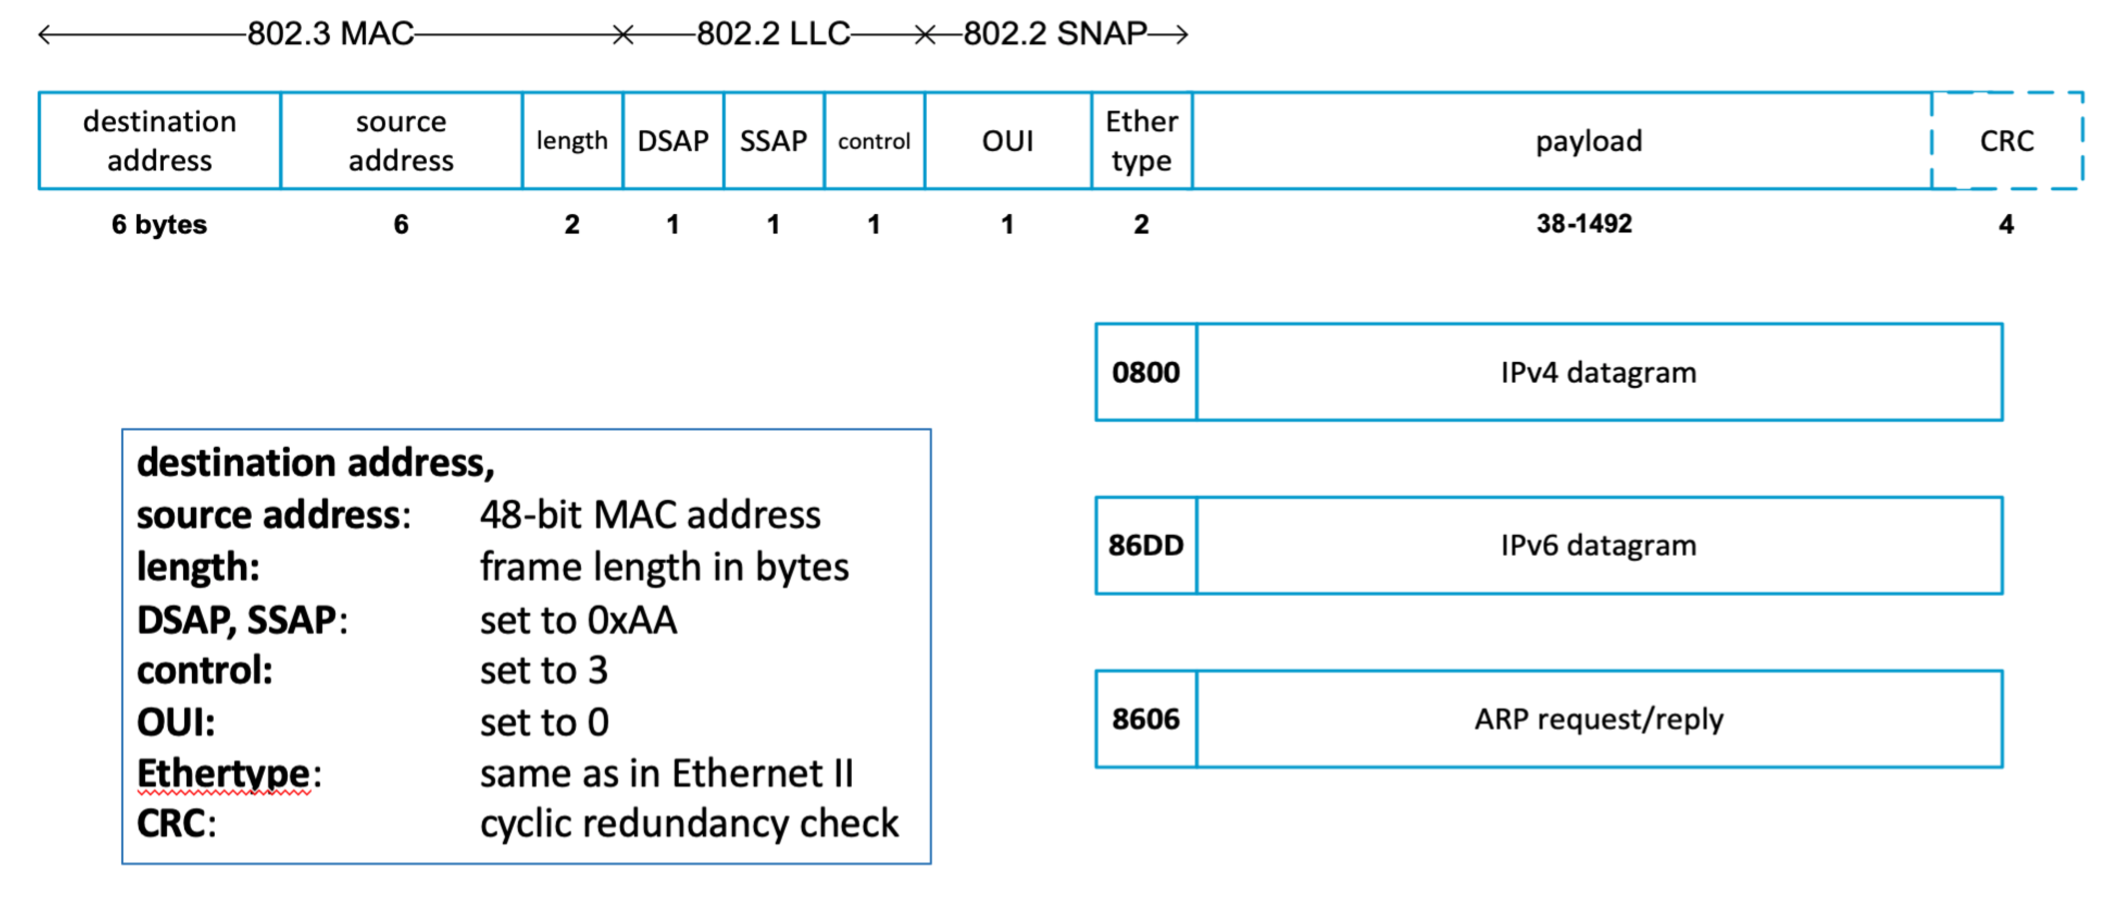 802.3 MAC 802.2 LLC 802.2 SNAP
destination address
source address
length
DSAP
SSAP
control
OUI
Ether type
payload
CRC
6 bytes 6 2 1 1 1 1 2 38-1492 4
0800 IPv4 datagram
86DD IPv6 datagram
8606 ARP request/reply
destination address,
source address: 48-bit MAC address
length: frame length in bytes
DSAP, SSAP: set to 0xAA
control: set to 3
OUI: set to 0
Ethertype: same as in Ethernet II
CRC: cyclic redundancy check